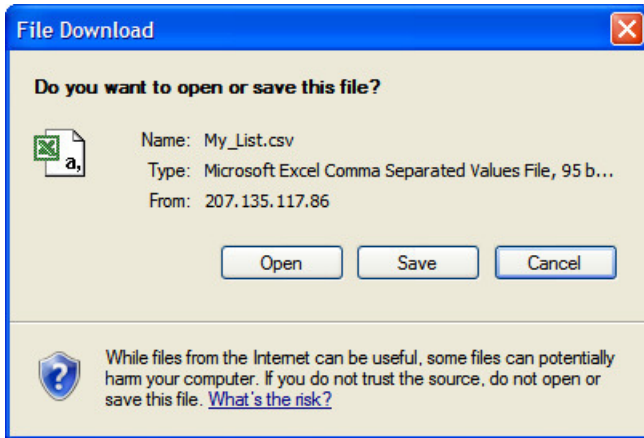 File Download
Do you want to open or save this file?
a,
Name: My_List.csv
Type: Microsoft Excel Comma Separated Values File, 95 b...
From: 207.135.117.86
Open Save Cancel
While files from the Internet can be useful, some files can potentially
harm your computer. If you do not trust the source, do not open or
save this file. What's the risk?